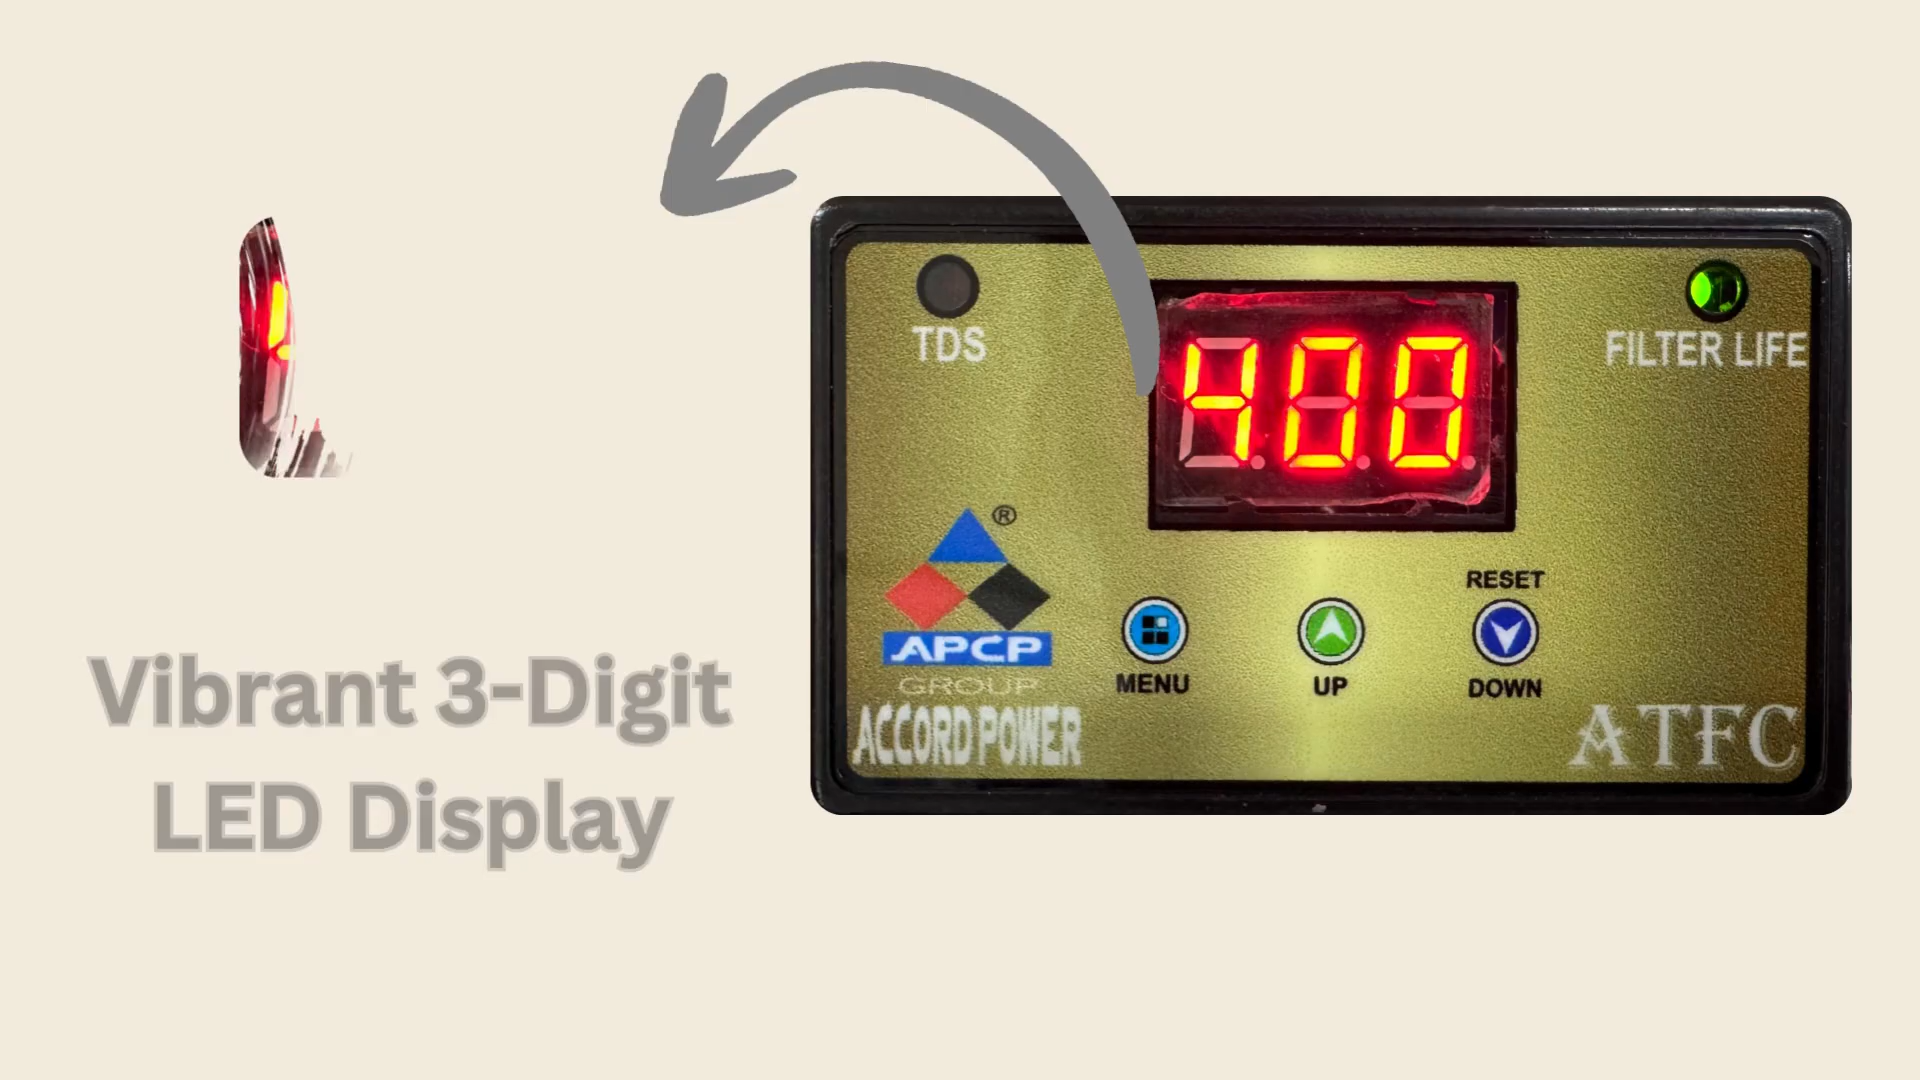 TDS
400
FILTER LIFE
®
APCP
GROUP
ACCORD POWER
MENU
UP
RESET
DOWN
ATFC
Vibrant 3-Digit
LED Display